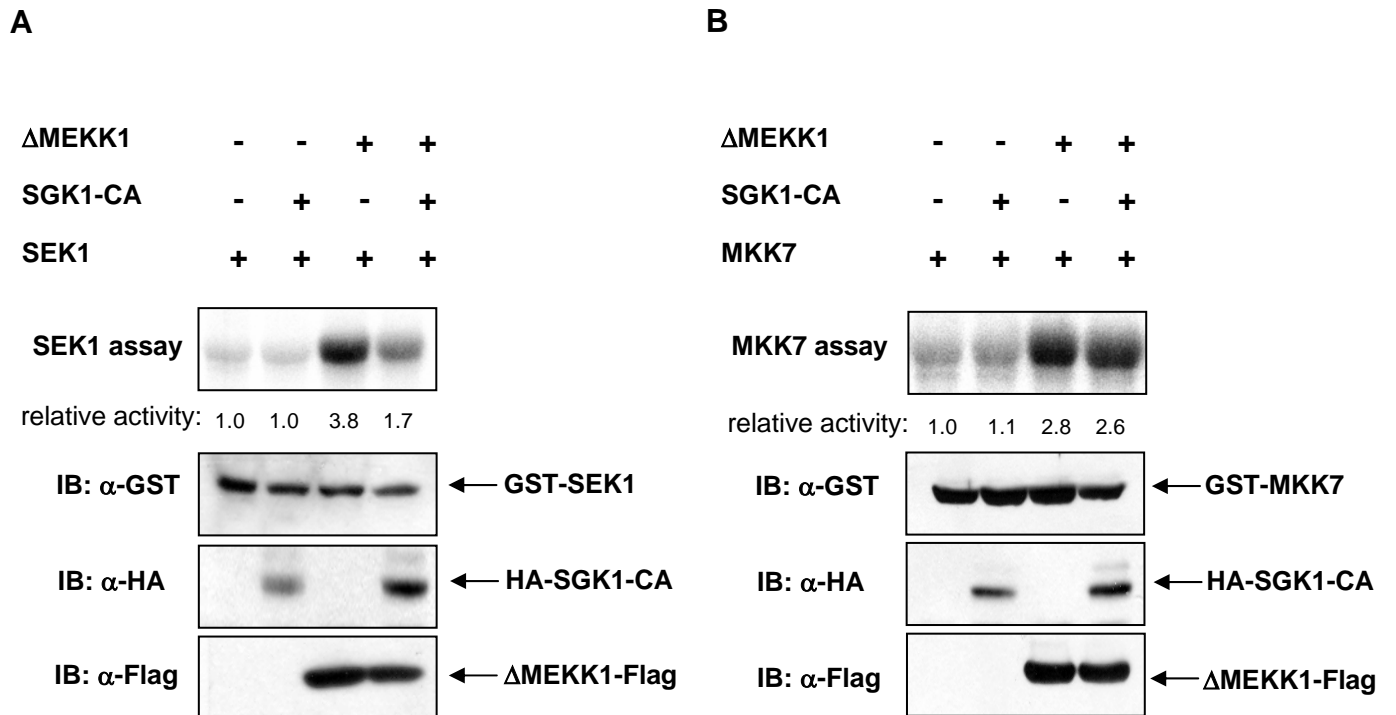 A
ΔMEKK1 - - + +
SGK1-CA - + - +
SEK1 + + + +
SEK1 assay
relative activity: 1.0 1.0 3.8 1.7
IB: α-GST GST-SEK1
IB: α-HA HA-SGK1-CA
IB: α-Flag ΔMEKK1-Flag
B
ΔMEKK1 - - + +
SGK1-CA - + - +
MKK7 + + + +
MKK7 assay
relative activity: 1.0 1.1 2.8 2.6
IB: α-GST GST-MKK7
IB: α-HA HA-SGK1-CA
IB: α-Flag ΔMEKK1-Flag